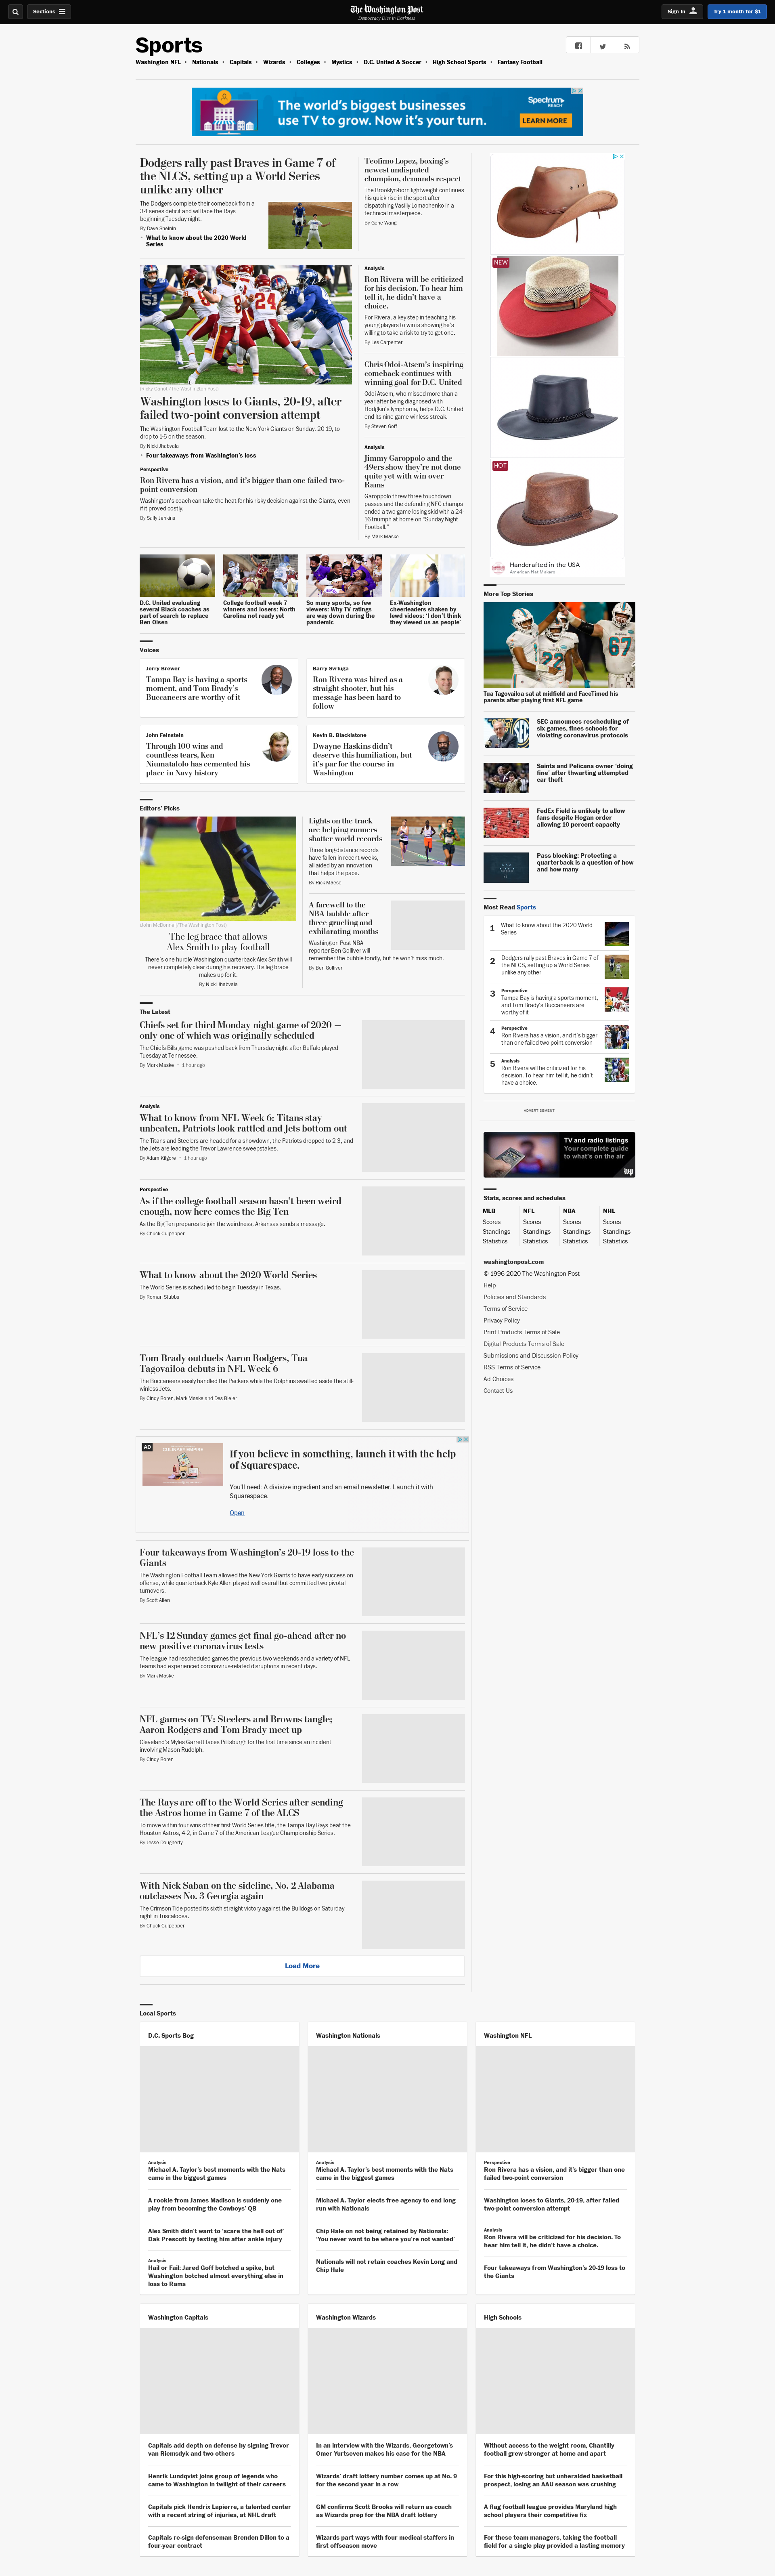 Sections
The Washington Post
Democracy Dies in Darkness
Sign In
Try 1 month for $1
Sports
Washington NFL • Nationals • Capitals • Wizards • Colleges • Mystics • D.C. United & Soccer • High School Sports • Fantasy Football
The world's biggest businesses
use our technology. Now it's your turn.
Spectrum
LEARN MORE
Dodgers rally past Braves in Game 7 of
the NLCS, setting up a World Series
unlike any other
The Dodgers complete their comeback from a
3-1 series deficit and will face the Rays
beginning Tuesday night.
By Dave Sheinin
What to know about the 2020 World
Series
Teofimo Lopez, boxing's
newest undisputed
champion, demands respect
The Brooklyn-born lightweight continues
his quick rise in the sport after
dispatching Vasiliy Lomachenko in a
technical masterpiece.
By Gene Wang
(Ricky Carioti/The Washington Post)
Washington loses to Giants, 20-19, after
failed two-point conversion attempt
The Washington Football Team lost to the New York Giants on Sunday, 20-19, to
drop to 1-5 on the season.
By Nicki Jhabvala
Four takeaways from Washington's loss
Perspective
Ron Rivera has a vision, and it's bigger than one failed two-
point conversion
Washington's coach can take the heat for his risky decision against the Giants, even
if it proved costly.
By Sally Jenkins
Analysis
Ron Rivera will be criticized
for his decision. To hear him
tell it, he didn't have a
choice.
For Rivera, a key step in teaching his
young players to win is showing he's
willing to take a risk to try to get one.
By Les Carpenter
Chris Odoi-Atsem's inspiring
comeback continues with
winning goal for D.C. United
Odoi-Atsem, who missed more than a
year after being diagnosed with
Hodgkin's lymphoma, helps D.C. United
end its nine-game winless streak.
By Steven Goff
Analysis
Jimmy Garoppolo and the
49ers show they're not done
quite yet with win over
Rams
Garoppolo threw three touchdown
passes and the defending NFC champs
ended a two-game losing skid with a 24-
16 triumph at home on "Sunday Night
Football."
By Mark Maske
NEW
HOT
Handcrafted in the USA
American Hat Makers
D.C. United evaluating
several Black coaches as
part of search to replace
Ben Olsen
College football week 7
winners and losers: North
Carolina not ready yet
So many sports, so few
viewers: Why TV ratings
are way down during the
pandemic
Ex-Washington
cheerleaders shaken by
lewd videos: 'I don't think
they viewed us as people'
Voices
Jerry Brewer
Tampa Bay is having a sports
moment, and Tom Brady's
Buccaneers are worthy of it
Barry Svrluga
Ron Rivera was hired as a
straight shooter, but his
message has been hard to
follow
John Feinstein
Through 100 wins and
countless tears, Ken
Niumatalolo has cemented his
place in Navy history
Kevin B. Blackistone
Dwayne Haskins didn't
deserve this humiliation, but
it's par for the course in
Washington
More Top Stories
Tua Tagovailoa sat at midfield and FaceTimed his
parents after playing first NFL game
SEC announces rescheduling of
six games, fines schools for
violating coronavirus protocols
Saints and Pelicans owner 'doing
fine' after thwarting attempted
car theft
FedEx Field is unlikely to allow
fans despite Hogan order
allowing 10 percent capacity
Pass blocking: Protecting a
quarterback is a question of how
and how many
Editors' Picks
(John McDonnell/The Washington Post)
The leg brace that allows
Alex Smith to play football
There's one hurdle Washington quarterback Alex Smith will
never completely clear during his recovery. His leg brace
makes up for it.
By Nicki Jhabvala
Lights on the track
are helping runners
shatter world records
Three long-distance records
have fallen in recent weeks,
all aided by an innovation
that helps the pace.
By Rick Maese
A farewell to the
NBA bubble after
three grueling and
exhilarating months
Washington Post NBA
reporter Ben Golliver will
remember the bubble fondly, but he won't miss much.
By Ben Golliver
Most Read Sports
1 What to know about the 2020 World
Series
2 Dodgers rally past Braves in Game 7 of
the NLCS, setting up a World Series
unlike any other
3 Perspective
Tampa Bay is having a sports moment,
and Tom Brady's Buccaneers are
worthy of it
4 Perspective
Ron Rivera has a vision, and it's bigger
than one failed two-point conversion
5 Analysis
Ron Rivera will be criticized for his
decision. To hear him tell it, he didn't
have a choice.
ADVERTISEMENT
TV and radio listings
Your complete guide
to what's on the air
wp
Stats, scores and schedules
MLB NFL NBA NHL
Scores Scores Scores Scores
Standings Standings Standings Standings
Statistics Statistics Statistics Statistics
washingtonpost.com
© 1996-2020 The Washington Post
Help
Policies and Standards
Terms of Service
Privacy Policy
Print Products Terms of Sale
Digital Products Terms of Sale
Submissions and Discussion Policy
RSS Terms of Service
Ad Choices
Contact Us
The Latest
Chiefs set for third Monday night game of 2020 —
only one of which was originally scheduled
The Chiefs-Bills game was pushed back from Thursday night after Buffalo played
Tuesday at Tennessee.
By Mark Maske • 1 hour ago
Analysis
What to know from NFL Week 6: Titans stay
unbeaten, Patriots look rattled and Jets bottom out
The Titans and Steelers are headed for a showdown, the Patriots dropped to 2-3, and
the Jets are leading the Trevor Lawrence sweepstakes.
By Adam Kilgore • 1 hour ago
Perspective
As if the college football season hasn't been weird
enough, now here comes the Big Ten
As the Big Ten prepares to join the weirdness, Arkansas sends a message.
By Chuck Culpepper
What to know about the 2020 World Series
The World Series is scheduled to begin Tuesday in Texas.
By Roman Stubbs
Tom Brady outduels Aaron Rodgers, Tua
Tagovailoa debuts in NFL Week 6
The Buccaneers easily handled the Packers while the Dolphins swatted aside the still-
winless Jets.
By Cindy Boren, Mark Maske and Des Bieler
AD
CULINARY EMPIRE
If you believe in something, launch it with the help
of Squarespace.
You'll need: A divisive ingredient and an email newsletter. Launch it with
Squarespace.
Open
Four takeaways from Washington's 20-19 loss to the
Giants
The Washington Football Team allowed the New York Giants to have early success on
offense, while quarterback Kyle Allen played well overall but committed two pivotal
turnovers.
By Scott Allen
NFL's 12 Sunday games get final go-ahead after no
new positive coronavirus tests
The league had rescheduled games the previous two weekends and a variety of NFL
teams had experienced coronavirus-related disruptions in recent days.
By Mark Maske
NFL games on TV: Steelers and Browns tangle;
Aaron Rodgers and Tom Brady meet up
Cleveland's Myles Garrett faces Pittsburgh for the first time since an incident
involving Mason Rudolph.
By Cindy Boren
The Rays are off to the World Series after sending
the Astros home in Game 7 of the ALCS
To move within four wins of their first World Series title, the Tampa Bay Rays beat the
Houston Astros, 4-2, in Game 7 of the American League Championship Series.
By Jesse Dougherty
With Nick Saban on the sideline, No. 2 Alabama
outclasses No. 3 Georgia again
The Crimson Tide posted its sixth straight victory against the Bulldogs on Saturday
night in Tuscaloosa.
By Chuck Culpepper
Load More
Local Sports
D.C. Sports Bog
Analysis
Michael A. Taylor's best moments with the Nats
came in the biggest games
A rookie from James Madison is suddenly one
play from becoming the Cowboys' QB
Alex Smith didn't want to 'scare the hell out of'
Dak Prescott by texting him after ankle injury
Analysis
Hail or Fail: Jared Goff botched a spike, but
Washington botched almost everything else in
loss to Rams
Washington Nationals
Analysis
Michael A. Taylor's best moments with the Nats
came in the biggest games
Michael A. Taylor elects free agency to end long
run with Nationals
Chip Hale on not being retained by Nationals:
'You never want to be where you're not wanted'
Nationals will not retain coaches Kevin Long and
Chip Hale
Washington NFL
Perspective
Ron Rivera has a vision, and it's bigger than one
failed two-point conversion
Washington loses to Giants, 20-19, after failed
two-point conversion attempt
Analysis
Ron Rivera will be criticized for his decision. To
hear him tell it, he didn't have a choice.
Four takeaways from Washington's 20-19 loss to
the Giants
Washington Capitals
Capitals add depth on defense by signing Trevor
van Riemsdyk and two others
Henrik Lundqvist joins group of legends who
came to Washington in twilight of their careers
Capitals pick Hendrix Lapierre, a talented center
with a recent string of injuries, at NHL draft
Capitals re-sign defenseman Brenden Dillon to a
four-year contract
Washington Wizards
In an interview with the Wizards, Georgetown's
Omer Yurtseven makes his case for the NBA
Wizards' draft lottery number comes up at No. 9
for the second year in a row
GM confirms Scott Brooks will return as coach
as Wizards prep for the NBA draft lottery
Wizards part ways with four medical staffers in
first offseason move
High Schools
Without access to the weight room, Chantilly
football grew stronger at home and apart
For this high-scoring but unheralded basketball
prospect, losing an AAU season was crushing
A flag football league provides Maryland high
school players their competitive fix
For these team managers, taking the football
field for a single play provided a lasting memory